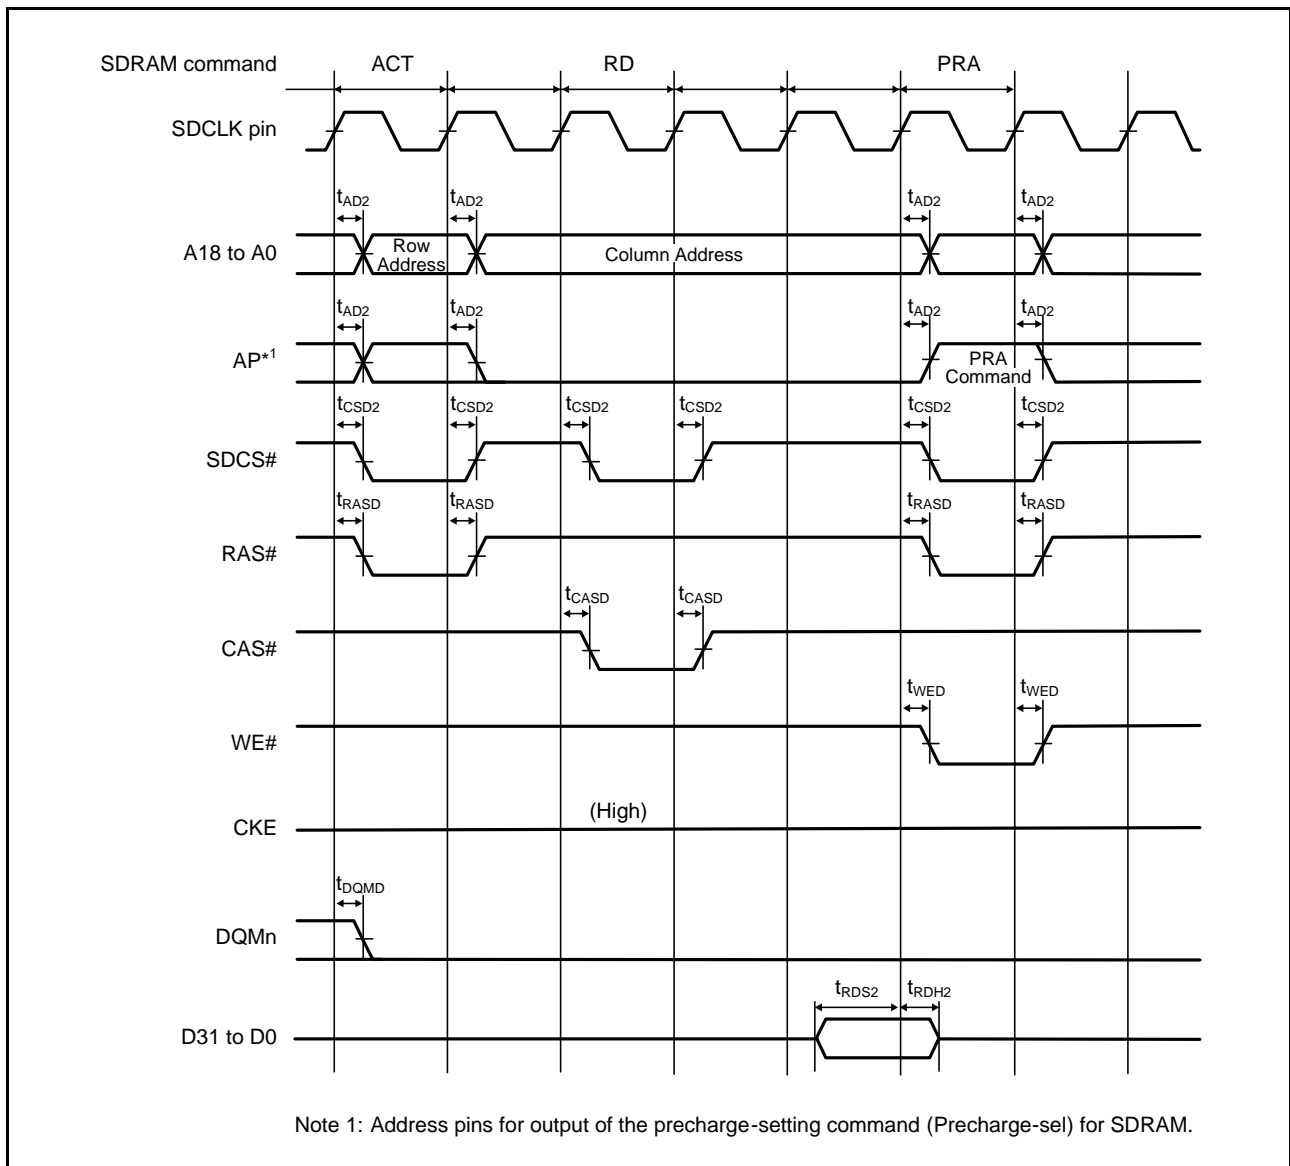 SDRAM command ACT RD PRA
SDCLK pin
tAD2 tAD2 tAD2 tAD2
A18 to A0 Row Address Column Address
tAD2 tAD2 tAD2 tAD2
AP*1 PRA Command
tCSD2 tCSD2 tCSD2 tCSD2 tCSD2 tCSD2
SDCS#
tRASD tRASD tRASD tRASD
RAS#
tCASD tCASD
CAS#
tWED tWED
WE#
(High)
CKE
tDQMD
DQMn
tRDS2 tRDH2
D31 to D0
Note 1: Address pins for output of the precharge-setting command (Precharge-sel) for SDRAM.